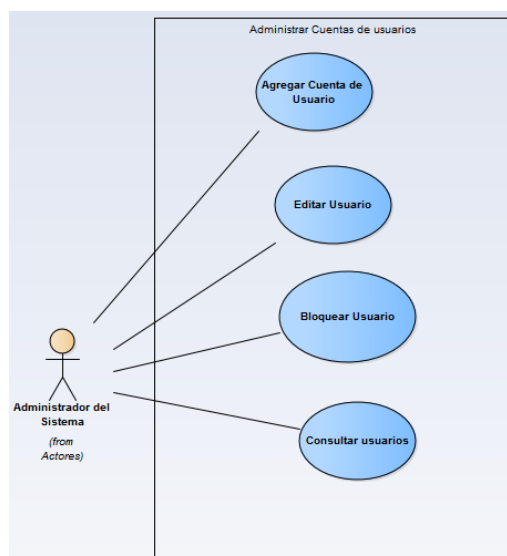 Administrar Cuentas de usuarios
Agregar Cuenta de
Usuario
Editar Usuario
Bloquear Usuario
Administrador del
Sistema
(from
Actores)
Consultar usuarios